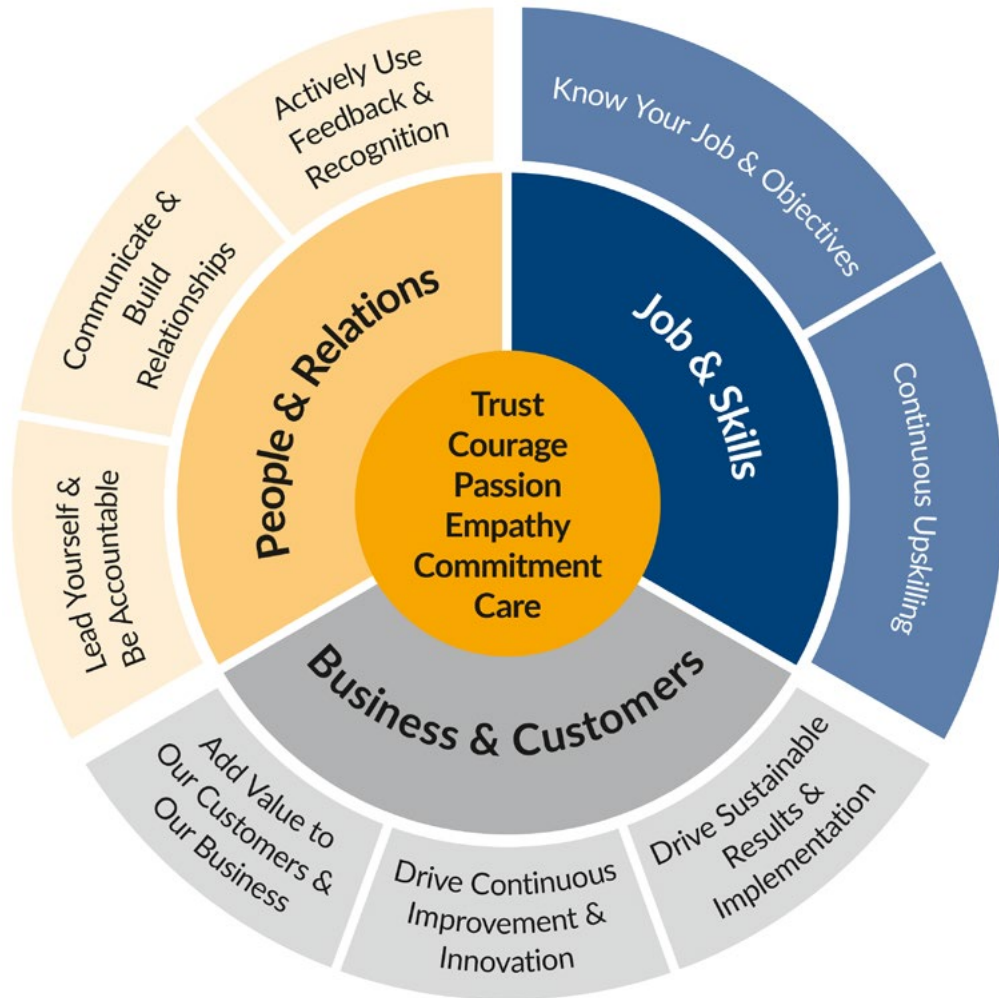 Trust
Courage
Passion
Empathy
Commitment
Care
Job & Skills
Know Your Job & Objectives
Continuous Upskilling
Business & Customers
Drive Sustainable
Results &
Implementation
Drive Continuous
Improvement &
Innovation
Add Value to
Our Customers &
Our Business
People & Relations
Lead Yourself &
Be Accountable
Communicate &
Build
Relationships
Actively Use
Feedback &
Recognition